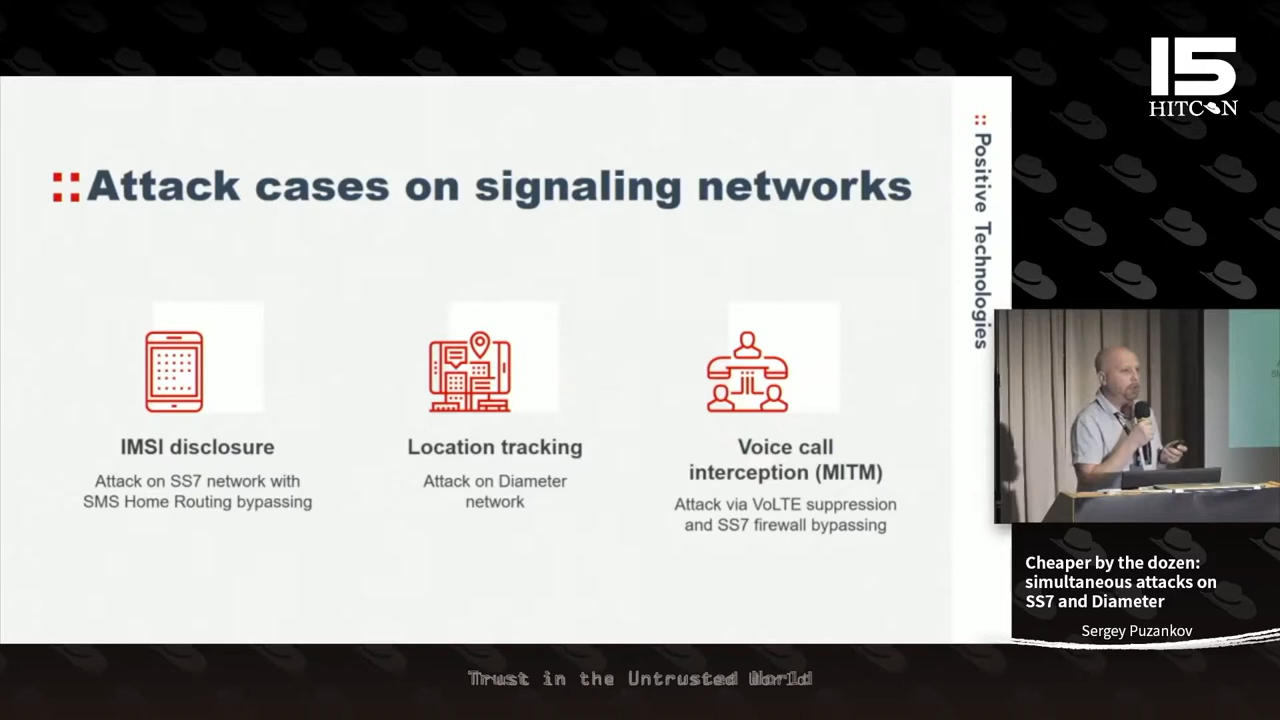 15
HITCON
::Attack cases on signaling networks
:: Positive Technologies
IMSI disclosure
Attack on SS7 network with
SMS Home Routing bypassing
Location tracking
Attack on Diameter
network
Voice call
interception (MITM)
Attack via VoLTE suppression
and SS7 firewall bypassing
Cheaper by the dozen:
simultaneous attacks on
SS7 and Diameter
Sergey Puzankov
Trust in the Untrusted World